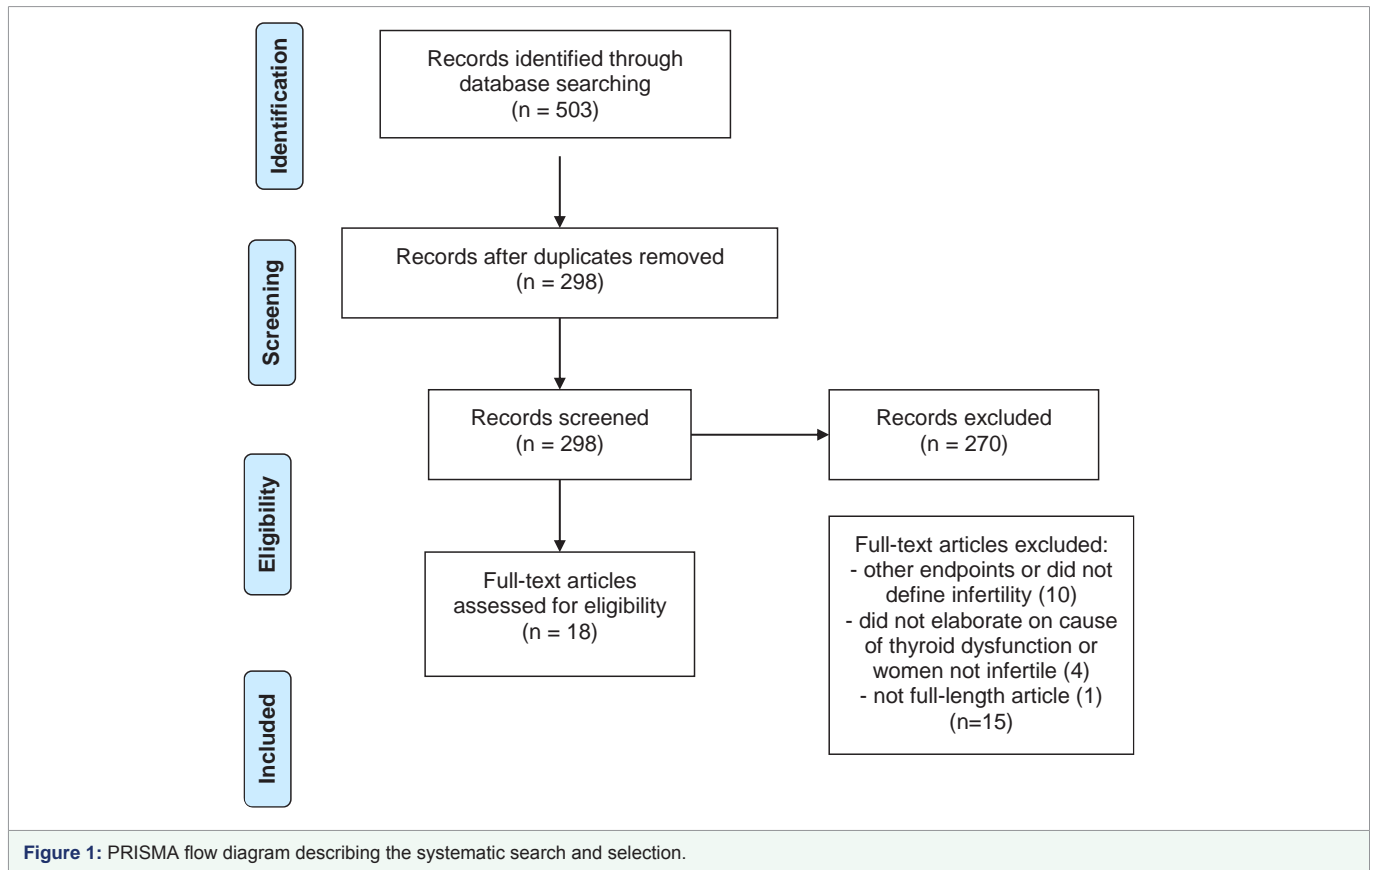 Identification
Records identified through
database searching
(n = 503)
Screening
Records after duplicates removed
(n = 298)
Records screened
(n = 298)
Records excluded
(n = 270)
Eligibility
Full-text articles
assessed for eligibility
(n = 18)
Full-text articles excluded:
- other endpoints or did not
define infertility (10)
- did not elaborate on cause
of thyroid dysfunction or
women not infertile (4)
- not full-length article (1)
(n=15)
Included
Figure 1: PRISMA flow diagram describing the systematic search and selection.